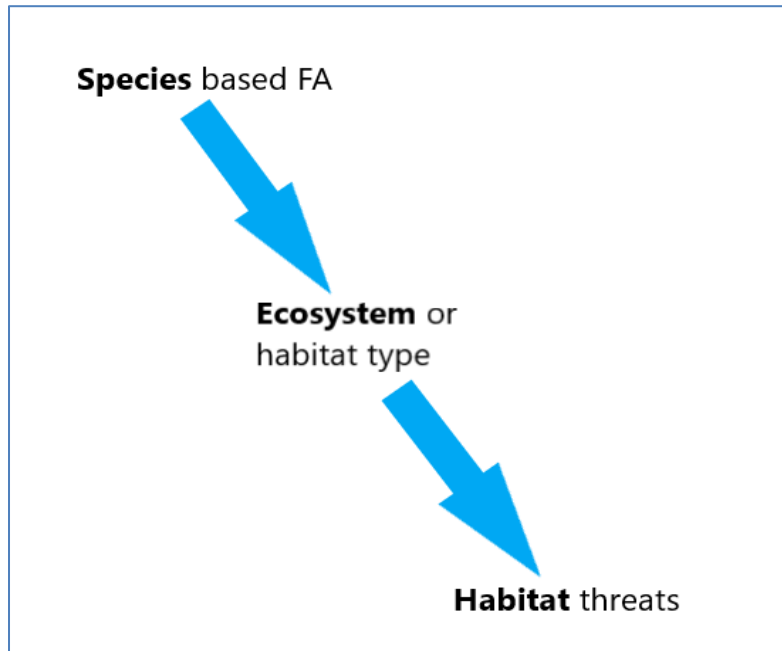 Species based FA
Ecosystem or
habitat type
Habitat threats